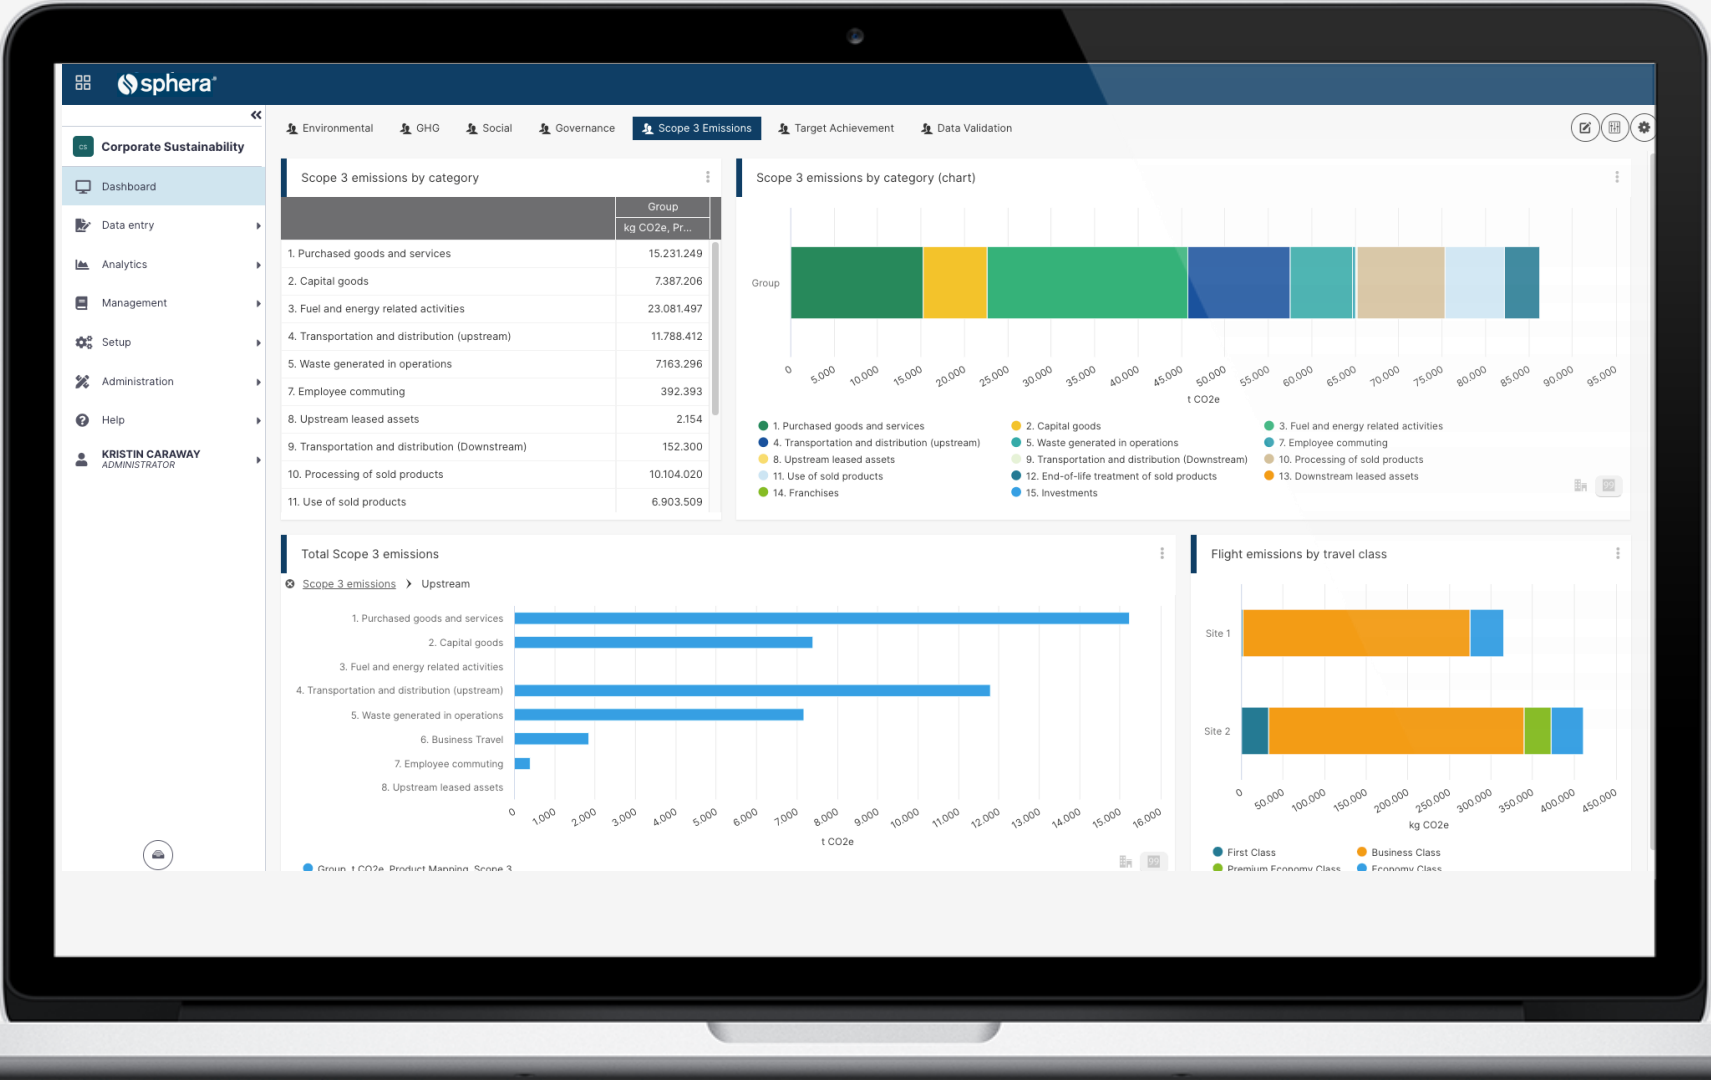 sphera
Corporate Sustainability
CS
Dashboard
Data entry
Analytics
Management
Setup
Administration
Help
KRISTIN CARAWAY
ADMINISTRATOR
Environmental
GHG
Social
Governance
Scope 3 Emissions
Target Achievement
Data Validation
Scope 3 emissions by category
Group
kg CO2e, Pr...
1. Purchased goods and services 15.231.249
2. Capital goods 7.387.206
3. Fuel and energy related activities 23.081.497
4. Transportation and distribution (upstream) 11.788.412
5. Waste generated in operations 7.163.296
7. Employee commuting 392.393
8. Upstream leased assets 2.154
9. Transportation and distribution (Downstream) 152.300
10. Processing of sold products 10.104.020
11. Use of sold products 6.903.509
Scope 3 emissions by category (chart)
Group
0 5.000 10.000 15.000 20.000 25.000 30.000 35.000 40.000 45.000 50.000 55.000 60.000 65.000 70.000 75.000 80.000 85.000 90.000 95.000
t CO2e
1. Purchased goods and services 2. Capital goods 3. Fuel and energy related activities
4. Transportation and distribution (upstream) 5. Waste generated in operations 7. Employee commuting
8. Upstream leased assets 9. Transportation and distribution (Downstream) 10. Processing of sold products
11. Use of sold products 12. End-of-life treatment of sold products 13. Downstream leased assets
14. Franchises 15. Investments
Total Scope 3 emissions
Scope 3 emissions Upstream
1. Purchased goods and services
2. Capital goods
3. Fuel and energy related activities
4. Transportation and distribution (upstream)
5. Waste generated in operations
6. Business Travel
7. Employee commuting
8. Upstream leased assets
0 1.000 2.000 3.000 4.000 5.000 6.000 7.000 8.000 9.000 10.000 11.000 12.000 13.000 14.000 15.000 16.000
t CO2e
Group, t CO2e, Product Mapping, Scope 3
Flight emissions by travel class
Site 1
Site 2
0 50.000 100.000 150.000 200.000 250.000 300.000 350.000 400.000 450.000
kg CO2e
First Class Business Class
Premium Economy Class Economy Class